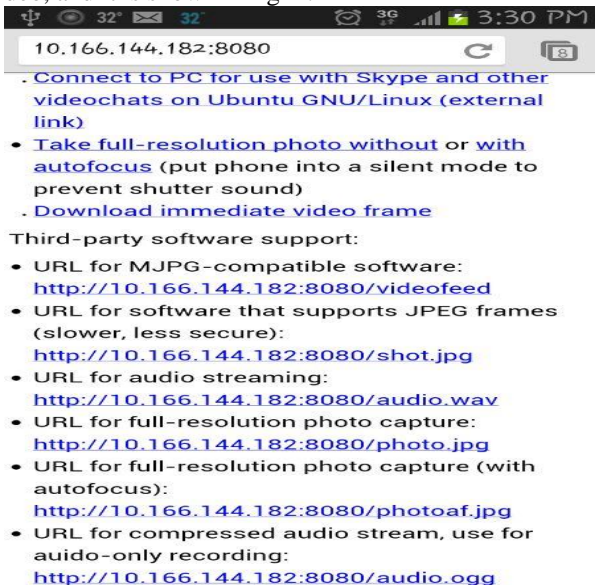 32° 32° 3G 3:30 PM
10.166.144.182:8080 8
. Connect to PC for use with Skype and other
videochats on Ubuntu GNU/Linux (external
link)
• Take full-resolution photo without or with
autofocus (put phone into a silent mode to
prevent shutter sound)
. Download immediate video frame
Third-party software support:
• URL for MJPG-compatible software:
http://10.166.144.182:8080/videofeed
• URL for software that supports JPEG frames
(slower, less secure):
http://10.166.144.182:8080/shot.jpg
• URL for audio streaming:
http://10.166.144.182:8080/audio.wav
• URL for full-resolution photo capture:
http://10.166.144.182:8080/photo.jpg
• URL for full-resolution photo capture (with
autofocus):
http://10.166.144.182:8080/photoaf.jpg
• URL for compressed audio stream, use for
auido-only recording:
http://10.166.144.182:8080/audio.ogg